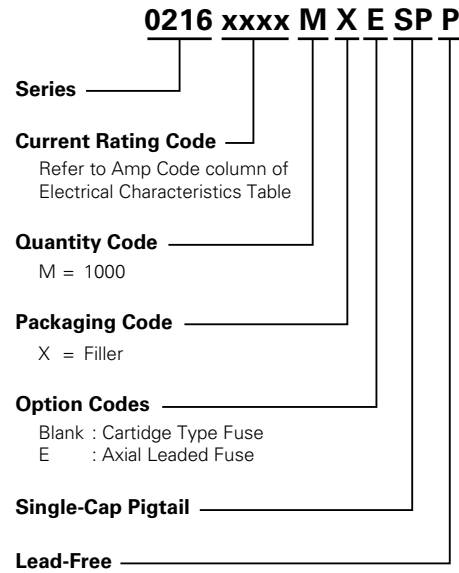 0216 xxxx M X E SP P
Series
Current Rating Code
Refer to Amp Code column of
Electrical Characteristics Table
Quantity Code
M = 1000
Packaging Code
X = Filler
Option Codes
Blank : Cartidge Type Fuse
E : Axial Leaded Fuse
Single-Cap Pigtail
Lead-Free